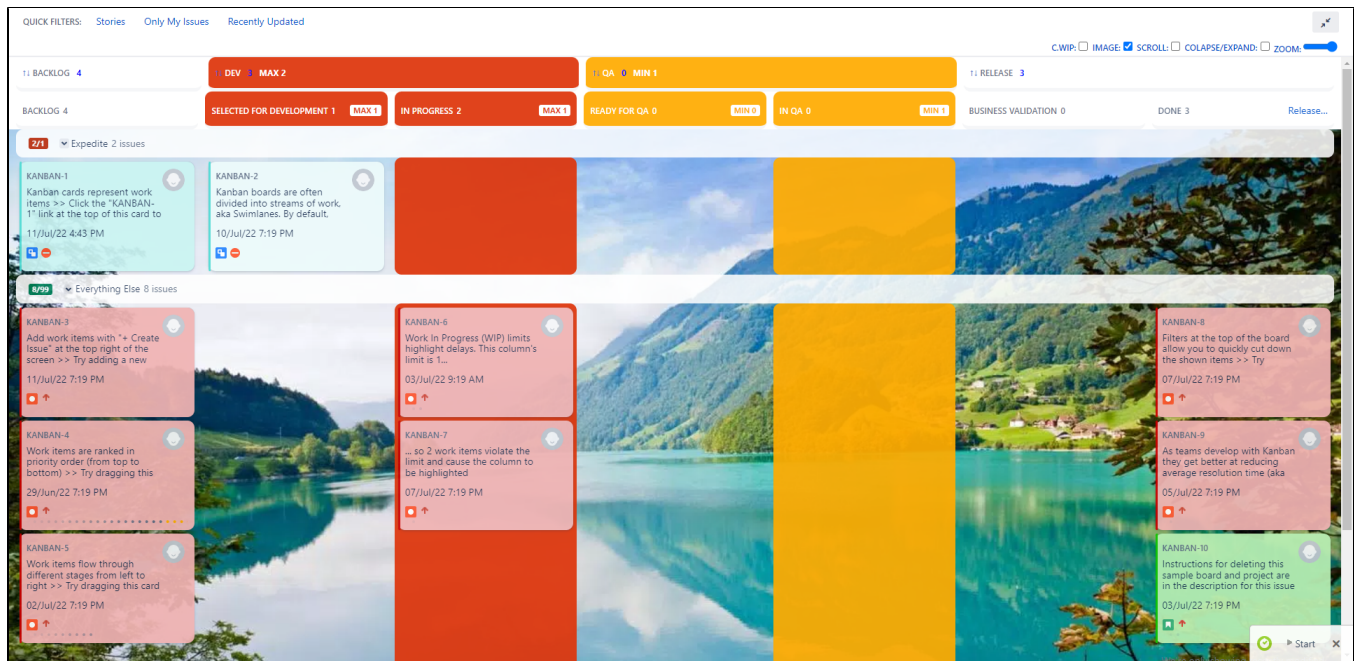 QUICK FILTERS: Stories Only My Issues Recently Updated
C.WIP: IMAGE: SCROLL: COLAPSE/EXPAND: ZOOM:
BACKLOG 4 DEV 3 MAX 2 QA 0 MIN 1 RELEASE 3
BACKLOG 4 SELECTED FOR DEVELOPMENT 1 MAX 1 IN PROGRESS 2 MAX 1 READY FOR QA 0 MIN 0 IN QA 0 MIN 1 BUSINESS VALIDATION 0 DONE 3 Release...
2/1 Expedite 2 issues
KANBAN-1
Kanban cards represent work
items >> Click the "KANBAN-
1" link at the top of this card to
11/Jul/22 4:43 PM
KANBAN-2
Kanban boards are often
divided into streams of work,
aka Swimlanes. By default.
10/Jul/22 7:19 PM
8/99 Everything Else 8 issues
KANBAN-3
Add work items with "+ Create
Issue" at the top right of the
screen >> Try adding a new
11/Jul/22 7:19 PM
KANBAN-6
Work In Progress (WIP) limits
highlight delays. This column's
limit is 1...
03/Jul/22 9:19 AM
KANBAN-8
Filters at the top of the board
allow you to quickly cut down
the shown items >> Try
07/Jul/22 7:19 PM
KANBAN-4
Work items are ranked in
priority order (from top to
bottom) >> Try dragging this
29/Jun/22 7:19 PM
KANBAN-7
... so 2 work items violate the
limit and cause the column to
be highlighted
07/Jul/22 7:19 PM
KANBAN-9
As teams develop with Kanban
they get better at reducing
average resolution time (aka
05/Jul/22 7:19 PM
KANBAN-5
Work items flow through
different stages from left to
right >> Try dragging this card
02/Jul/22 7:19 PM
KANBAN-10
Instructions for deleting this
sample board and project are
in the description for this issue
03/Jul/22 7:19 PM
Start